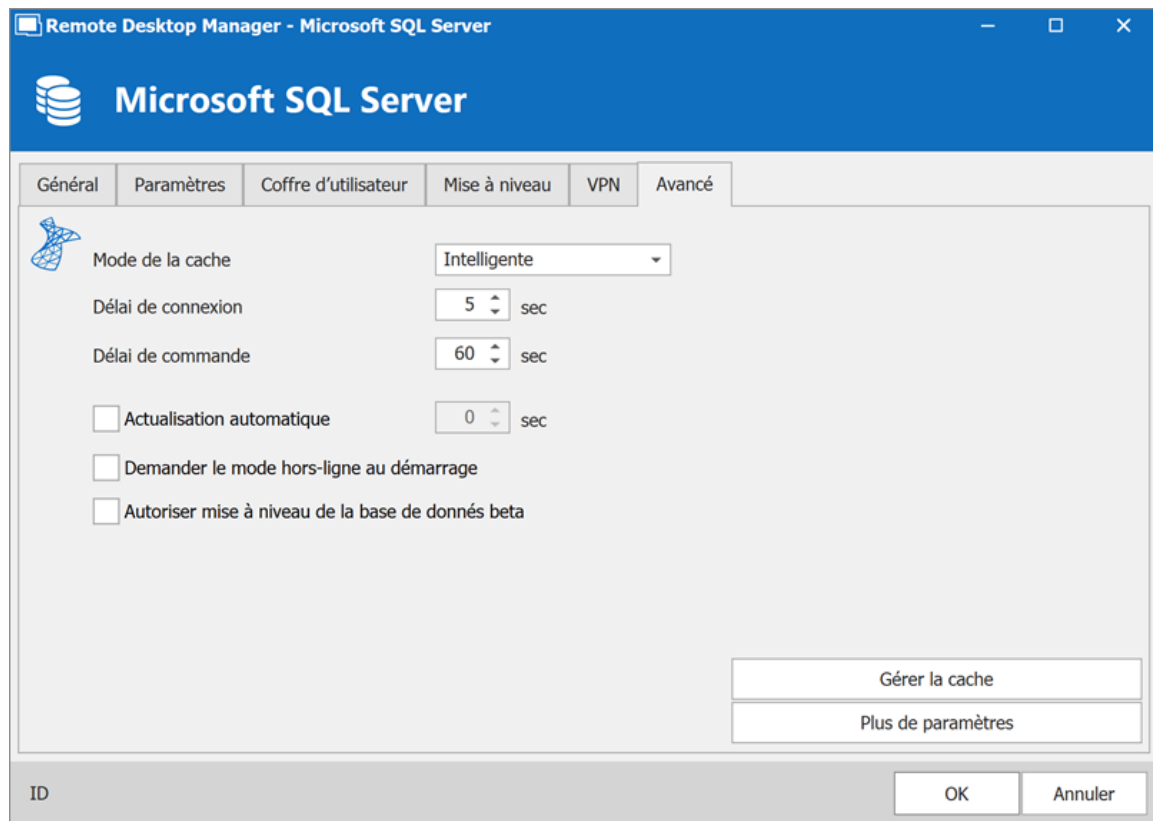 Remote Desktop Manager - Microsoft SQL Server
Microsoft SQL Server
Général Paramètres Coffre d'utilisateur Mise à niveau VPN Avancé
Mode de la cache Intelligente
Délai de connexion 5 sec
Délai de commande 60 sec
Actualisation automatique 0 sec
Demander le mode hors-ligne au démarrage
Autoriser mise à niveau de la base de donnés beta
Gérer la cache
Plus de paramètres
ID OK Annuler